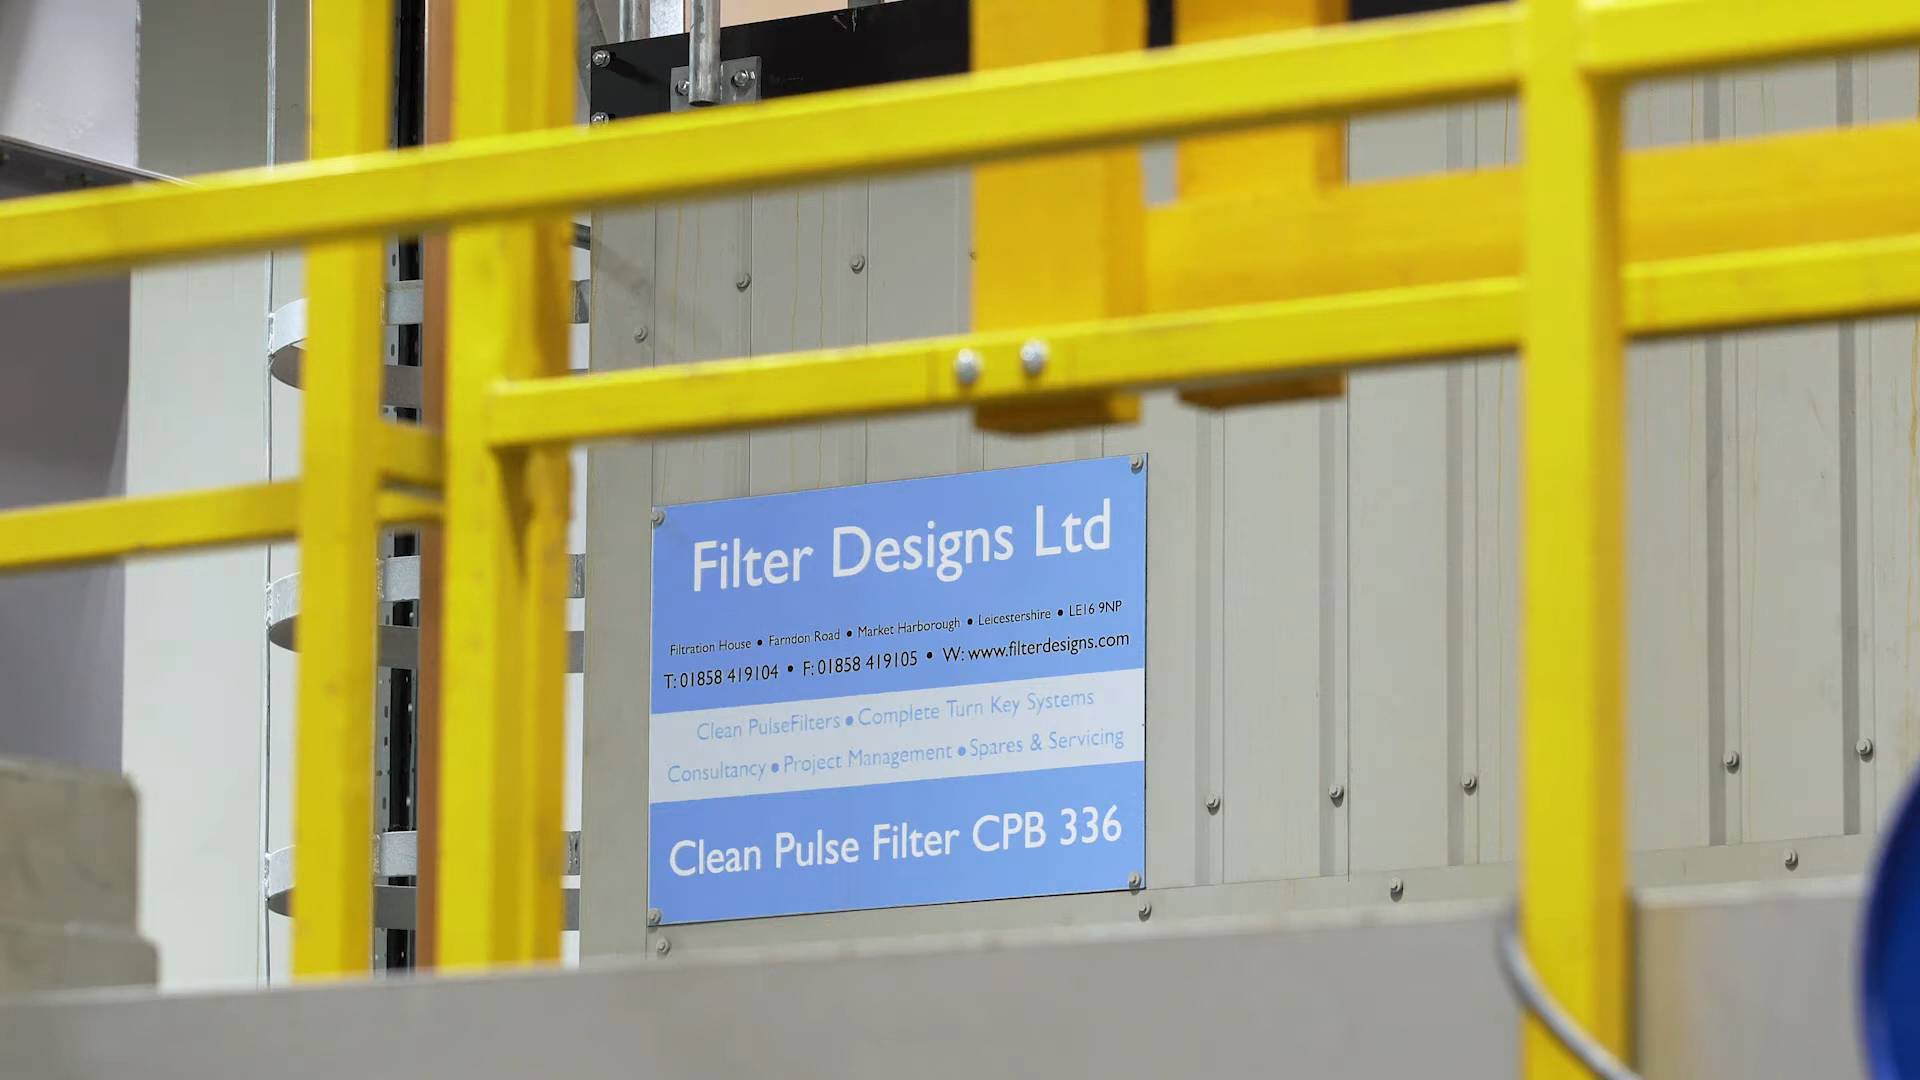 Filter Designs Ltd
Filtration House • Farndon Road • Market Harborough • Leicestershire • LE16 9NP
T: 01858 419104 • F: 01858 419105 • W: www.filterdesigns.com
Clean PulseFilters • Complete Turn Key Systems
Consultancy • Project Management • Spares & Servicing
Clean Pulse Filter CPB 336